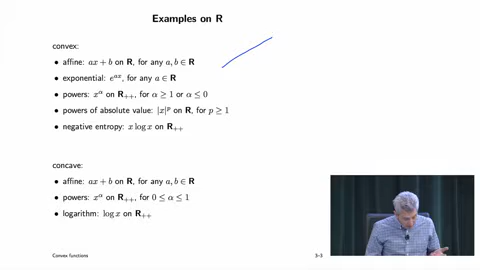 Examples on R
convex:
• affine: ax + b on R, for any a, b ∈ R
• exponential: e^{ax}, for any a ∈ R
• powers: x^α on R₊₊, for α ≥ 1 or α ≤ 0
• powers of absolute value: |x|^p on R, for p ≥ 1
• negative entropy: x log x on R₊₊
concave:
• affine: ax + b on R, for any a, b ∈ R
• powers: x^α on R₊₊, for 0 ≤ α ≤ 1
• logarithm: log x on R₊₊
Convex functions 3-3